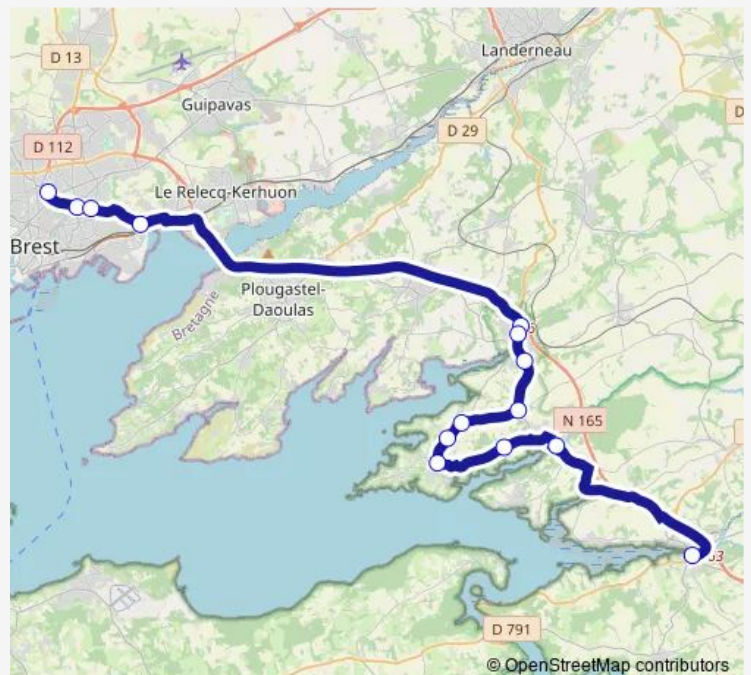 Landerneau
D 13
Guipavas
D 29
D 112
Le Relecq-Kerhuon
Brest
Plougastel-
Daoulas
Bretagne
N 165
D 791
© OpenStreetMap contributors